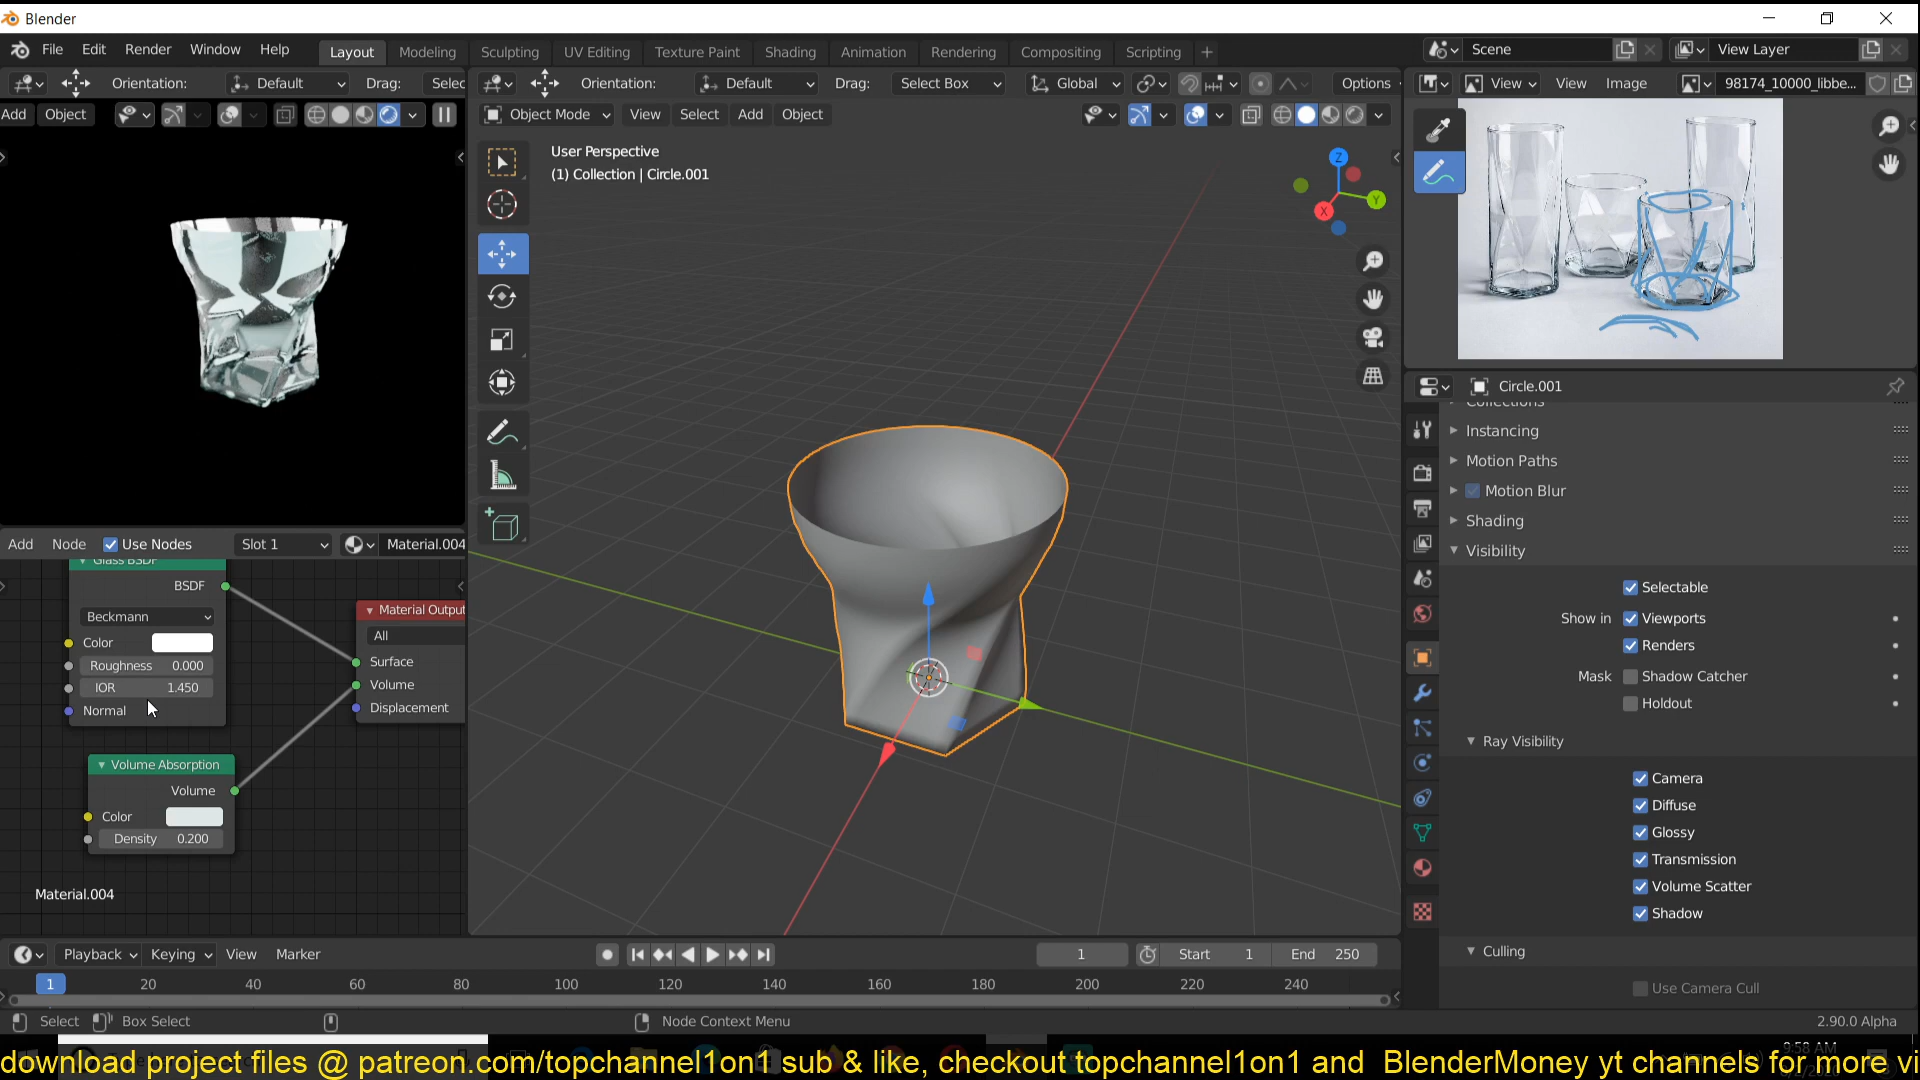 Blender
File Edit Render Window Help Layout Modeling Sculpting UV Editing Texture Paint Shading Animation Rendering Compositing Scripting + Scene View Layer
Orientation: Default Drag: Selec
Orientation: Default Drag: Select Box Global Options
View View Image 98174_10000_libbe...
Add Object
Object Mode View Select Add Object
User Perspective
(1) Collection | Circle.001
Z
Y
X
Circle.001
Collections
Instancing
Motion Paths
Motion Blur
Shading
Visibility
Selectable
Show in Viewports
Renders
Mask Shadow Catcher
Holdout
Ray Visibility
Camera
Diffuse
Glossy
Transmission
Volume Scatter
Shadow
Culling
Use Camera Cull
Add Node Use Nodes Slot 1 Material.004
Glass BSDF
BSDF
Beckmann
Color
Roughness 0.000
IOR 1.450
Normal
Material Output
All
Surface
Volume
Displacement
Volume Absorption
Volume
Color
Density 0.200
Material.004
Playback Keying View Marker 1 Start 1 End 250
1 20 40 60 80 100 120 140 160 180 200 220 240
Select Box Select Node Context Menu 2.90.0 Alpha
9:58 AM
download project files @ patreon.com/topchannel1on1 sub & like, checkout topchannel1on1 and BlenderMoney yt channels for more vi